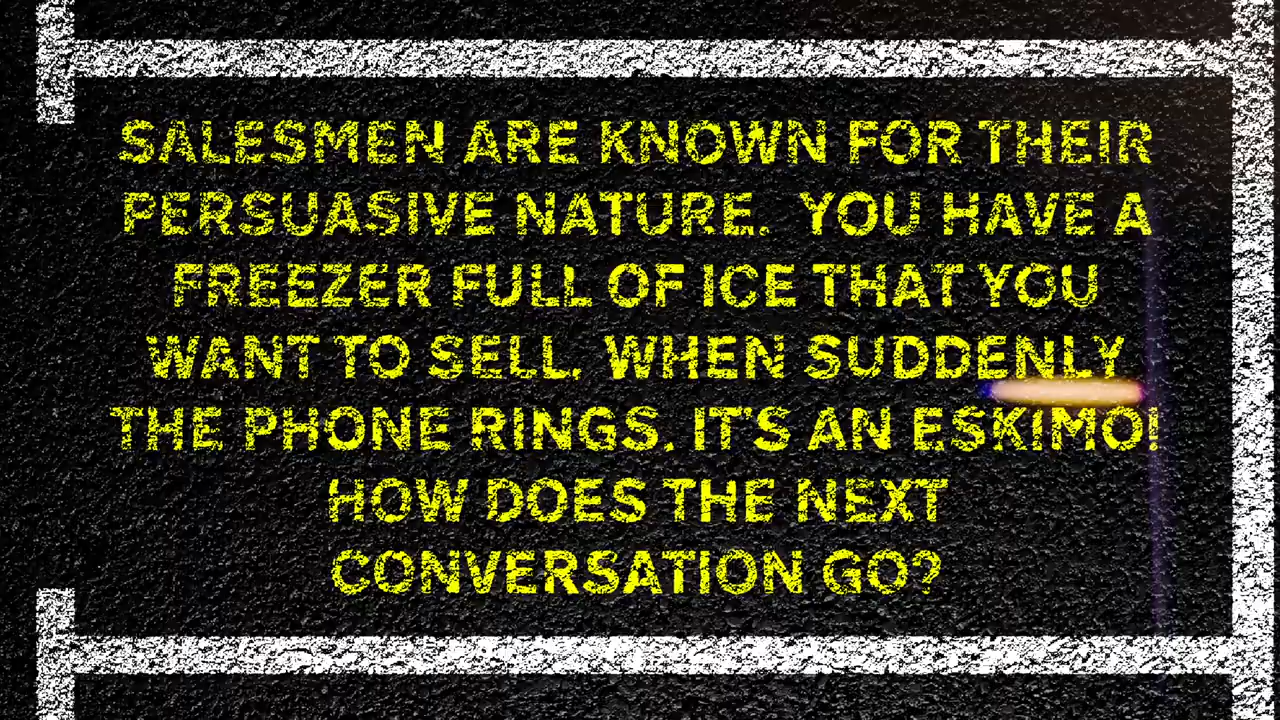 SALESMEN ARE KNOWN FOR THEIR
PERSUASIVE NATURE.  YOU HAVE A
FREEZER FULL OF ICE THAT YOU
WANT TO SELL.  WHEN SUDDENLY
THE PHONE RINGS. IT'S AN ESKIMO!
HOW DOES THE NEXT
CONVERSATION GO?